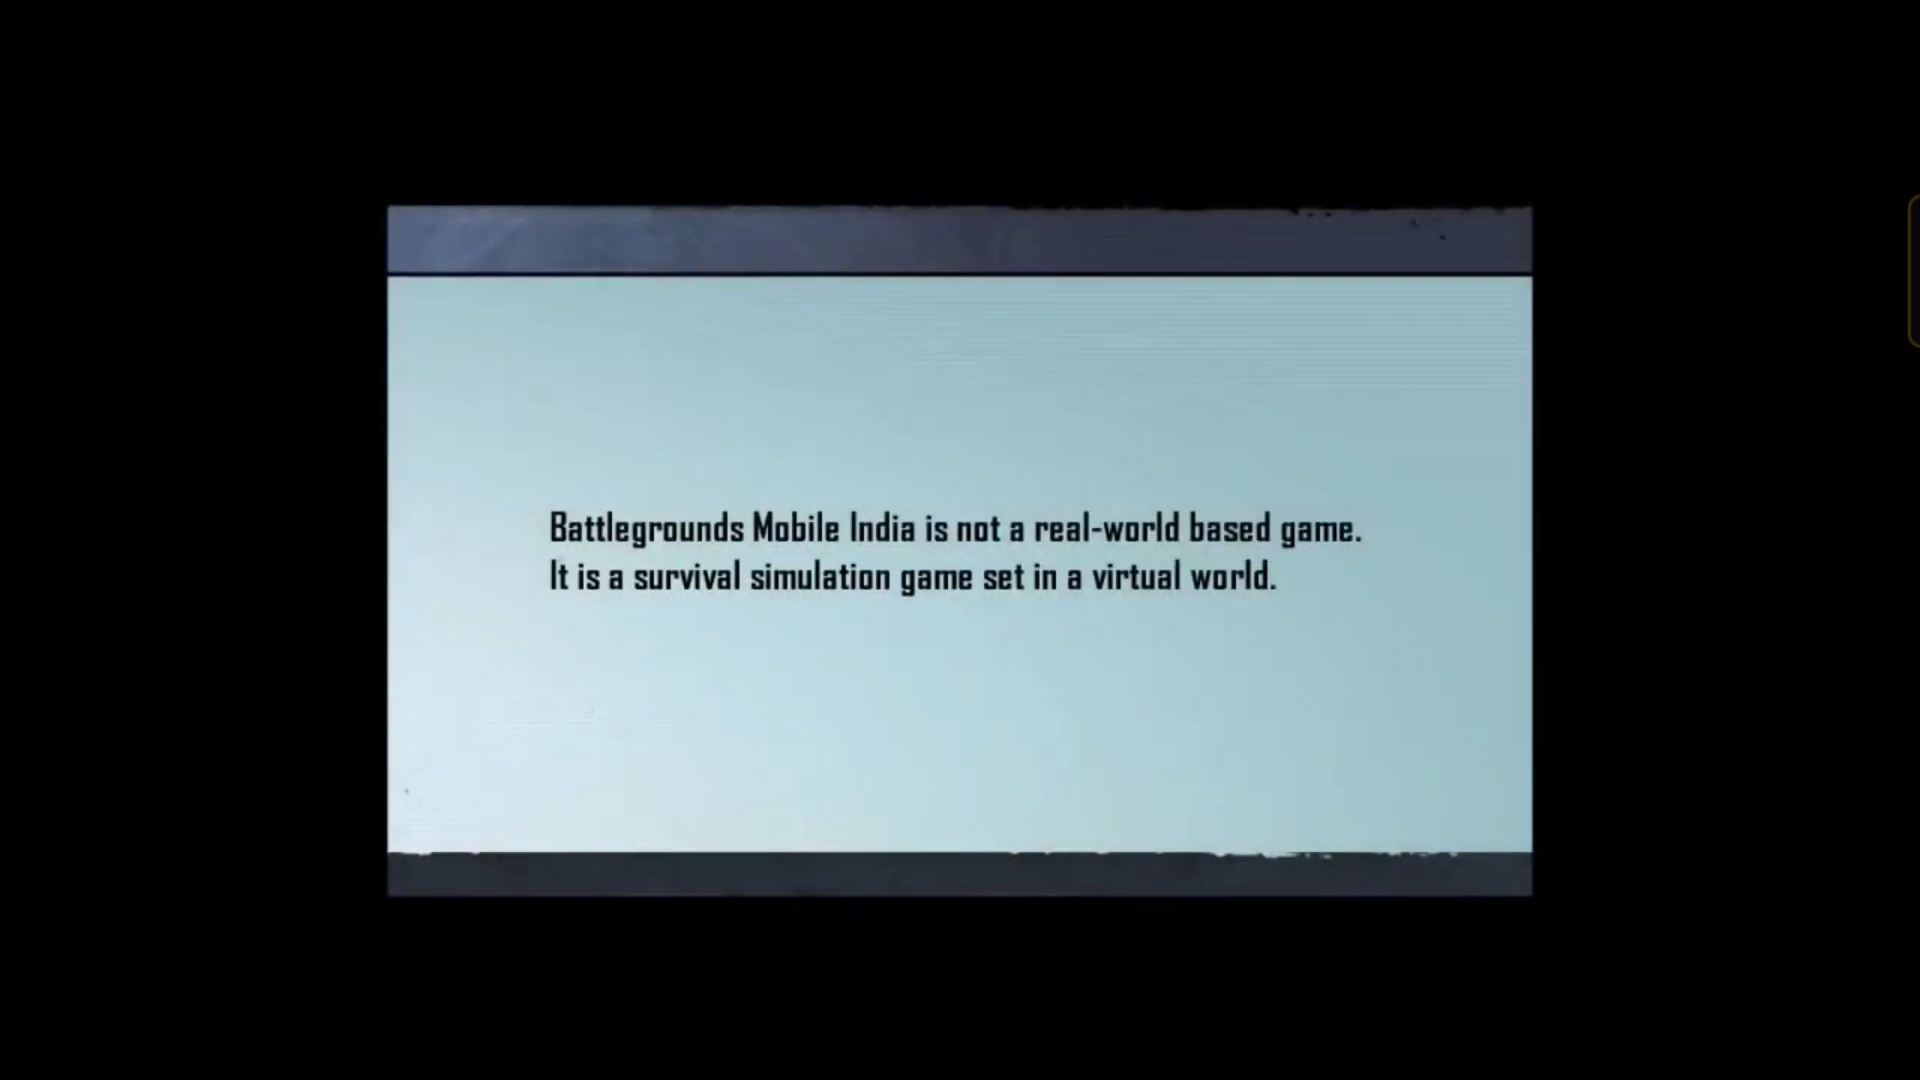 Battlegrounds Mobile India is not a real-world based game.
It is a survival simulation game set in a virtual world.